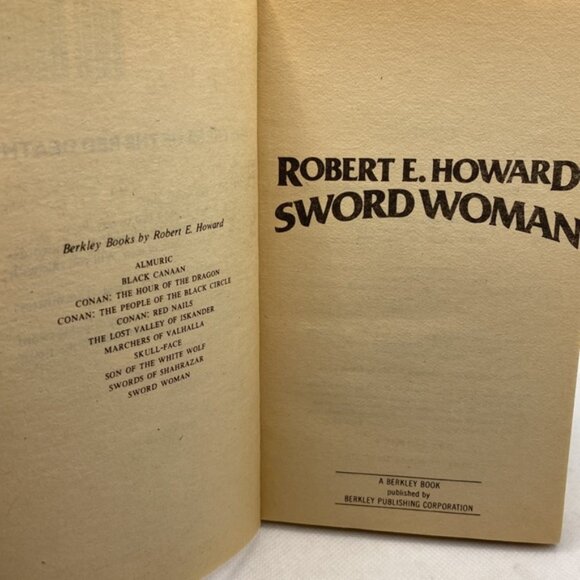 Berkley Books by Robert E. Howard
ALMURIC
BLACK CANAAN
CONAN: THE HOUR OF THE DRAGON
CONAN: THE PEOPLE OF THE BLACK CIRCLE
CONAN: RED NAILS
THE LOST VALLEY OF ISKANDER
MARCHERS OF VALHALLA
SKULL-FACE
SON OF THE WHITE WOLF
SWORDS OF SHAHRAZAR
SWORD WOMAN
ROBERT E. HOWARD
SWORD WOMAN
A BERKLEY BOOK
published by
BERKLEY PUBLISHING CORPORATION